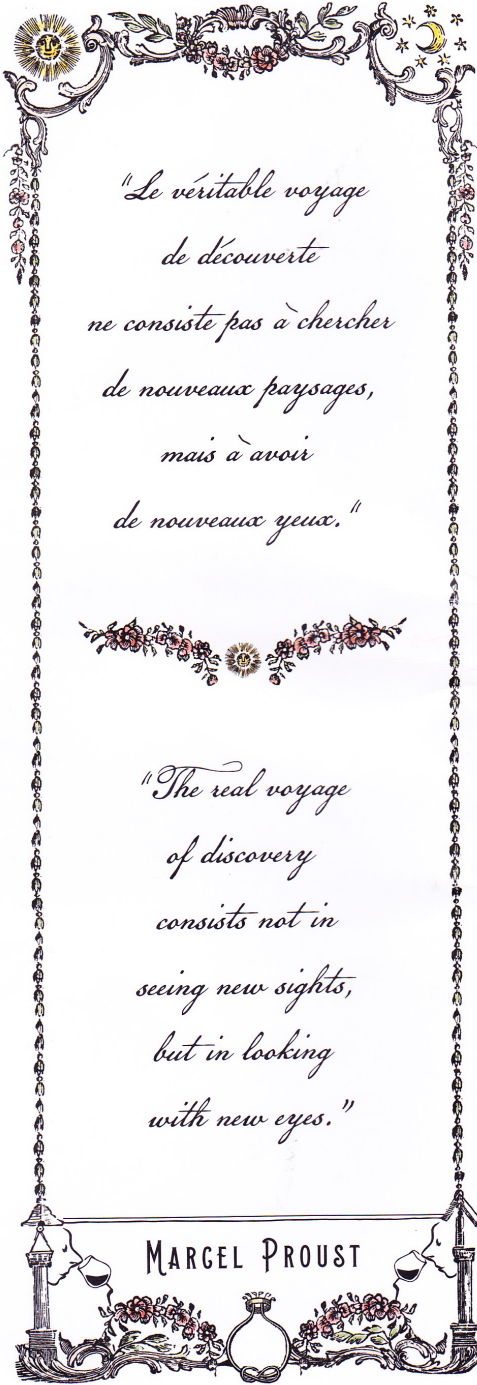 "Le véritable voyage
de découverte
ne consiste pas à chercher
de nouveaux paysages,
mais à avoir
de nouveaux yeux."
"The real voyage
of discovery
consists not in
seeing new sights,
but in looking
with new eyes."
MARCEL PROUST